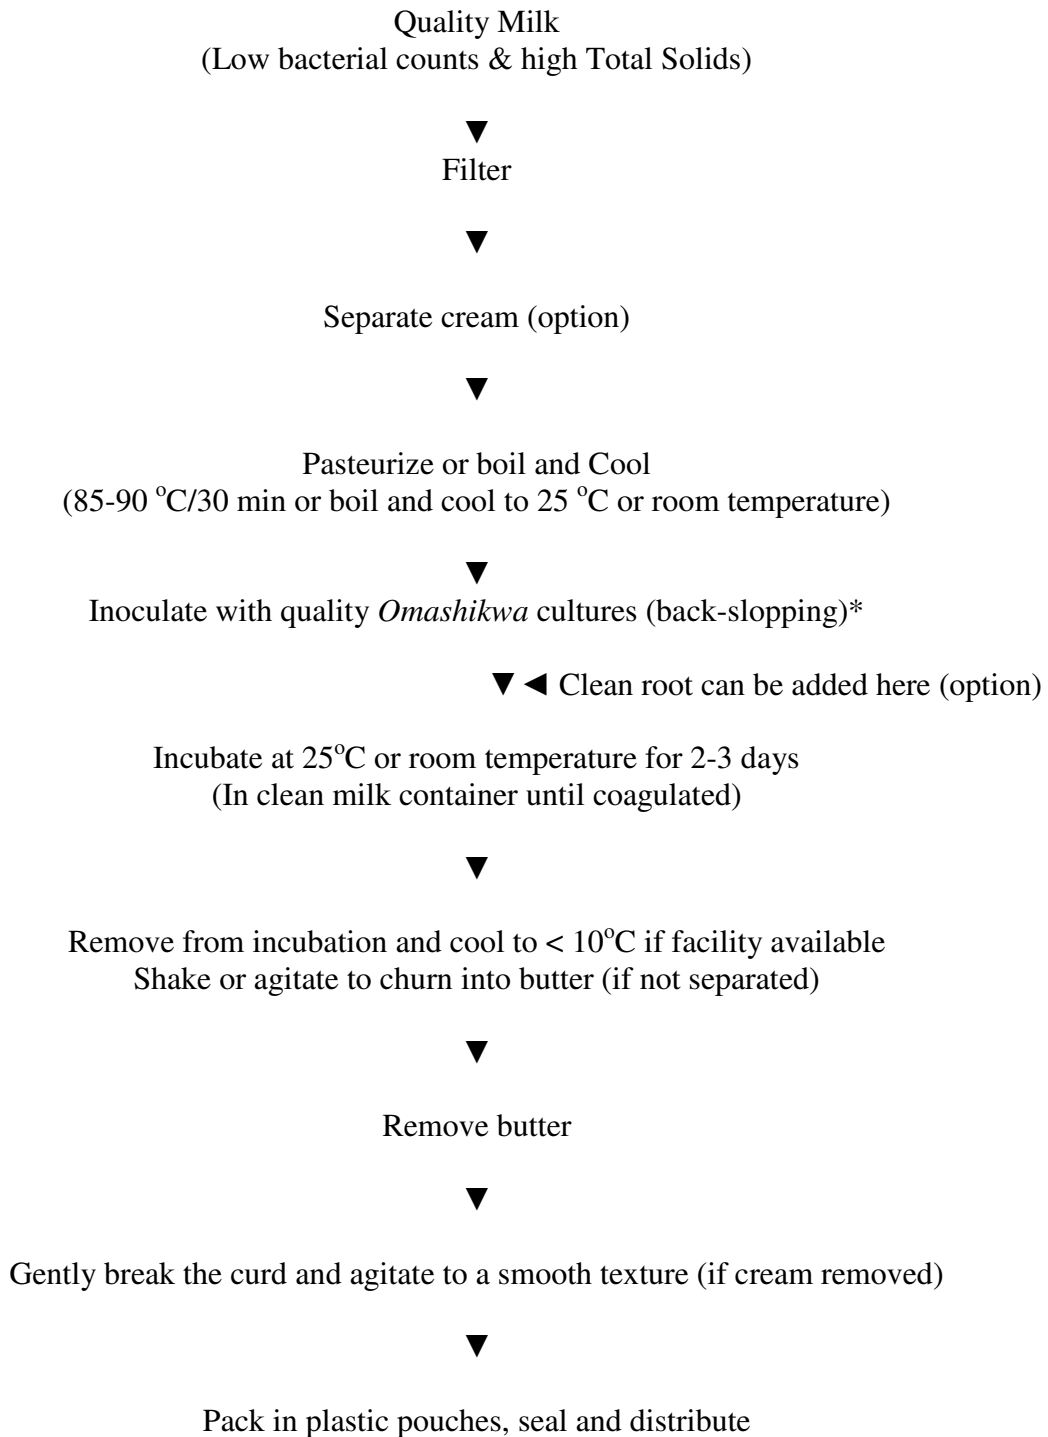 Quality Milk
(Low bacterial counts & high Total Solids)
▼
Filter
▼
Separate cream (option)
▼
Pasteurize or boil and Cool
(85-90 °C/30 min or boil and cool to 25 °C or room temperature)
▼
Inoculate with quality Omashikwa cultures (back-slopping)*
▼◄ Clean root can be added here (option)
Incubate at 25°C or room temperature for 2-3 days
(In clean milk container until coagulated)
▼
Remove from incubation and cool to < 10°C if facility available
Shake or agitate to churn into butter (if not separated)
▼
Remove butter
▼
Gently break the curd and agitate to a smooth texture (if cream removed)
▼
Pack in plastic pouches, seal and distribute